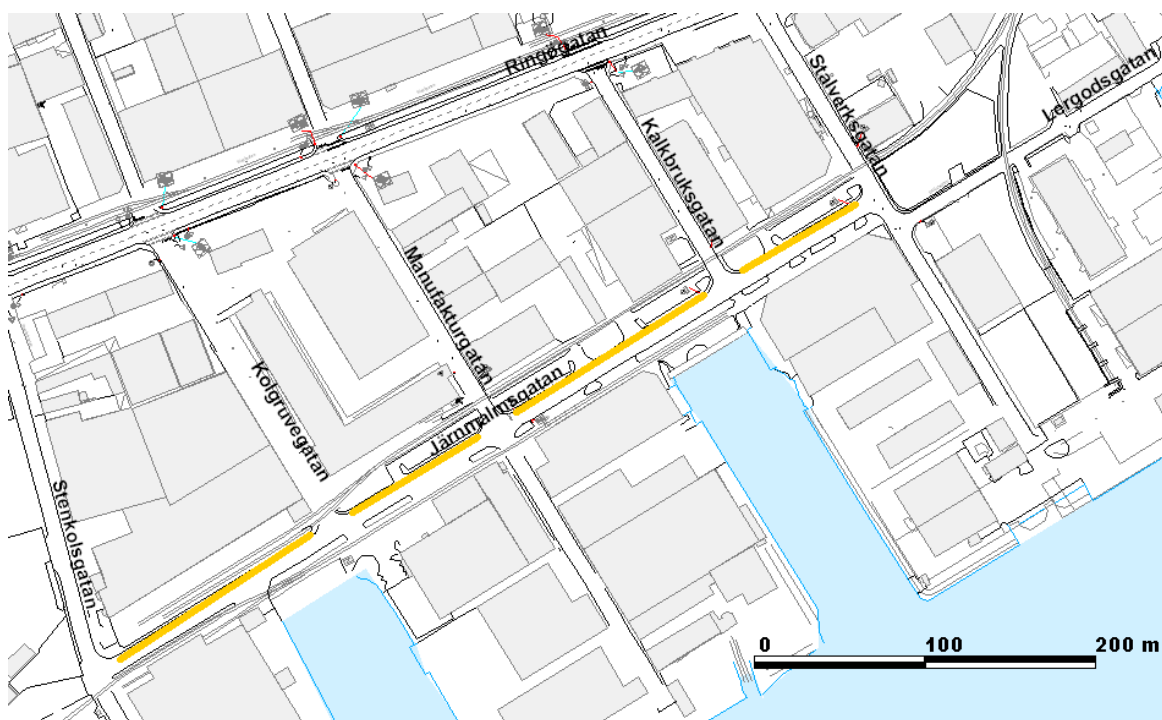 Ringögatan
Stålverksgatan
Lergodsgatan
Kalkbruksgatan
Manufakturgatan
Järnmalmsgatan
Kolgruvegatan
Stenkolsgatan
0 100 200 m